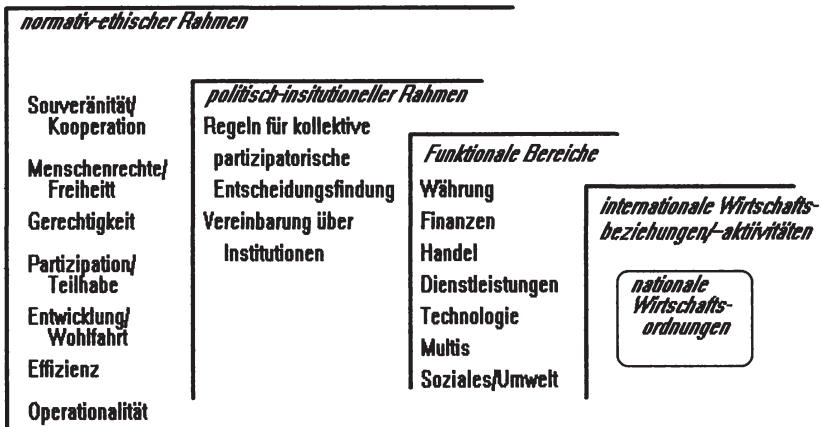 normativ-ethischer Rahmen
Souveränität/
Kooperation
Menschenrechte/
Freiheitt
Gerechtigkeit
Partizipation/
Teilhabe
Entwicklung/
Wohlfahrt
Effizienz
Operationalität
politisch-insitutioneller Rahmen
Regeln für kollektive
partizipatorische
Entscheidungsfindung
Vereinbarung über
Institutionen
Funktionale Bereiche
Währung
Finanzen
Handel
Dienstleistungen
Technologie
Multis
Soziales/Umwelt
internationale Wirtschafts-
beziehungen/-aktiivitäten
nationale
Wirtschafts-
ordnungen